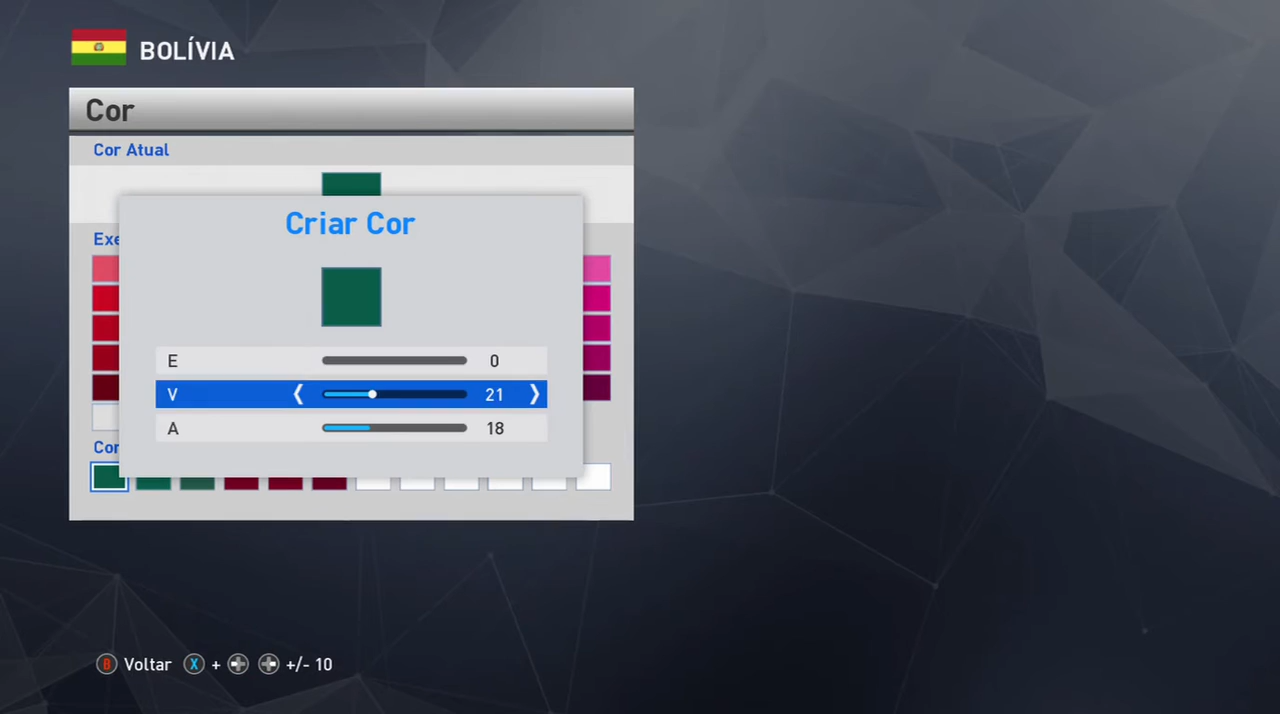 BOLÍVIA
Cor
Cor Atual
Criar Cor
Exe
E 0
V 21
A 18
Cor
B Voltar X + +/- 10